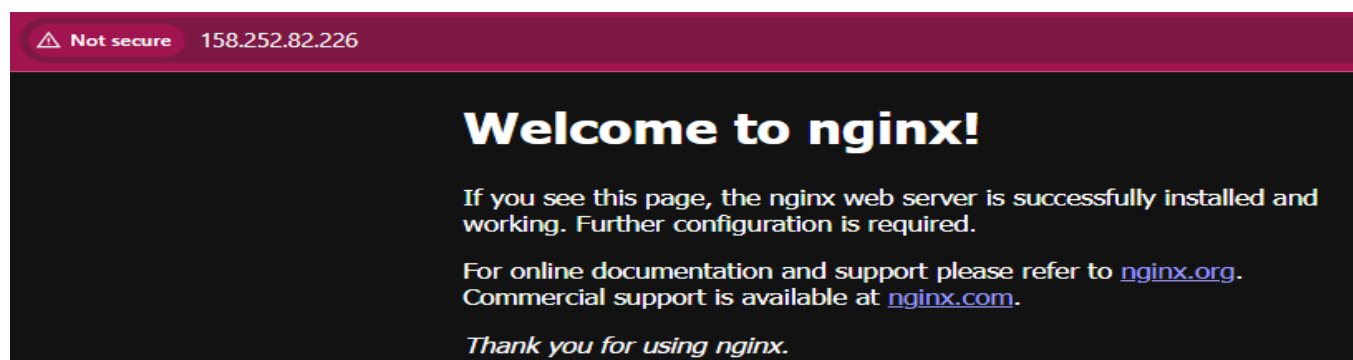 Not secure 158.252.82.226
Welcome to nginx!
If you see this page, the nginx web server is successfully installed and
working. Further configuration is required.
For online documentation and support please refer to nginx.org.
Commercial support is available at nginx.com.
Thank you for using nginx.